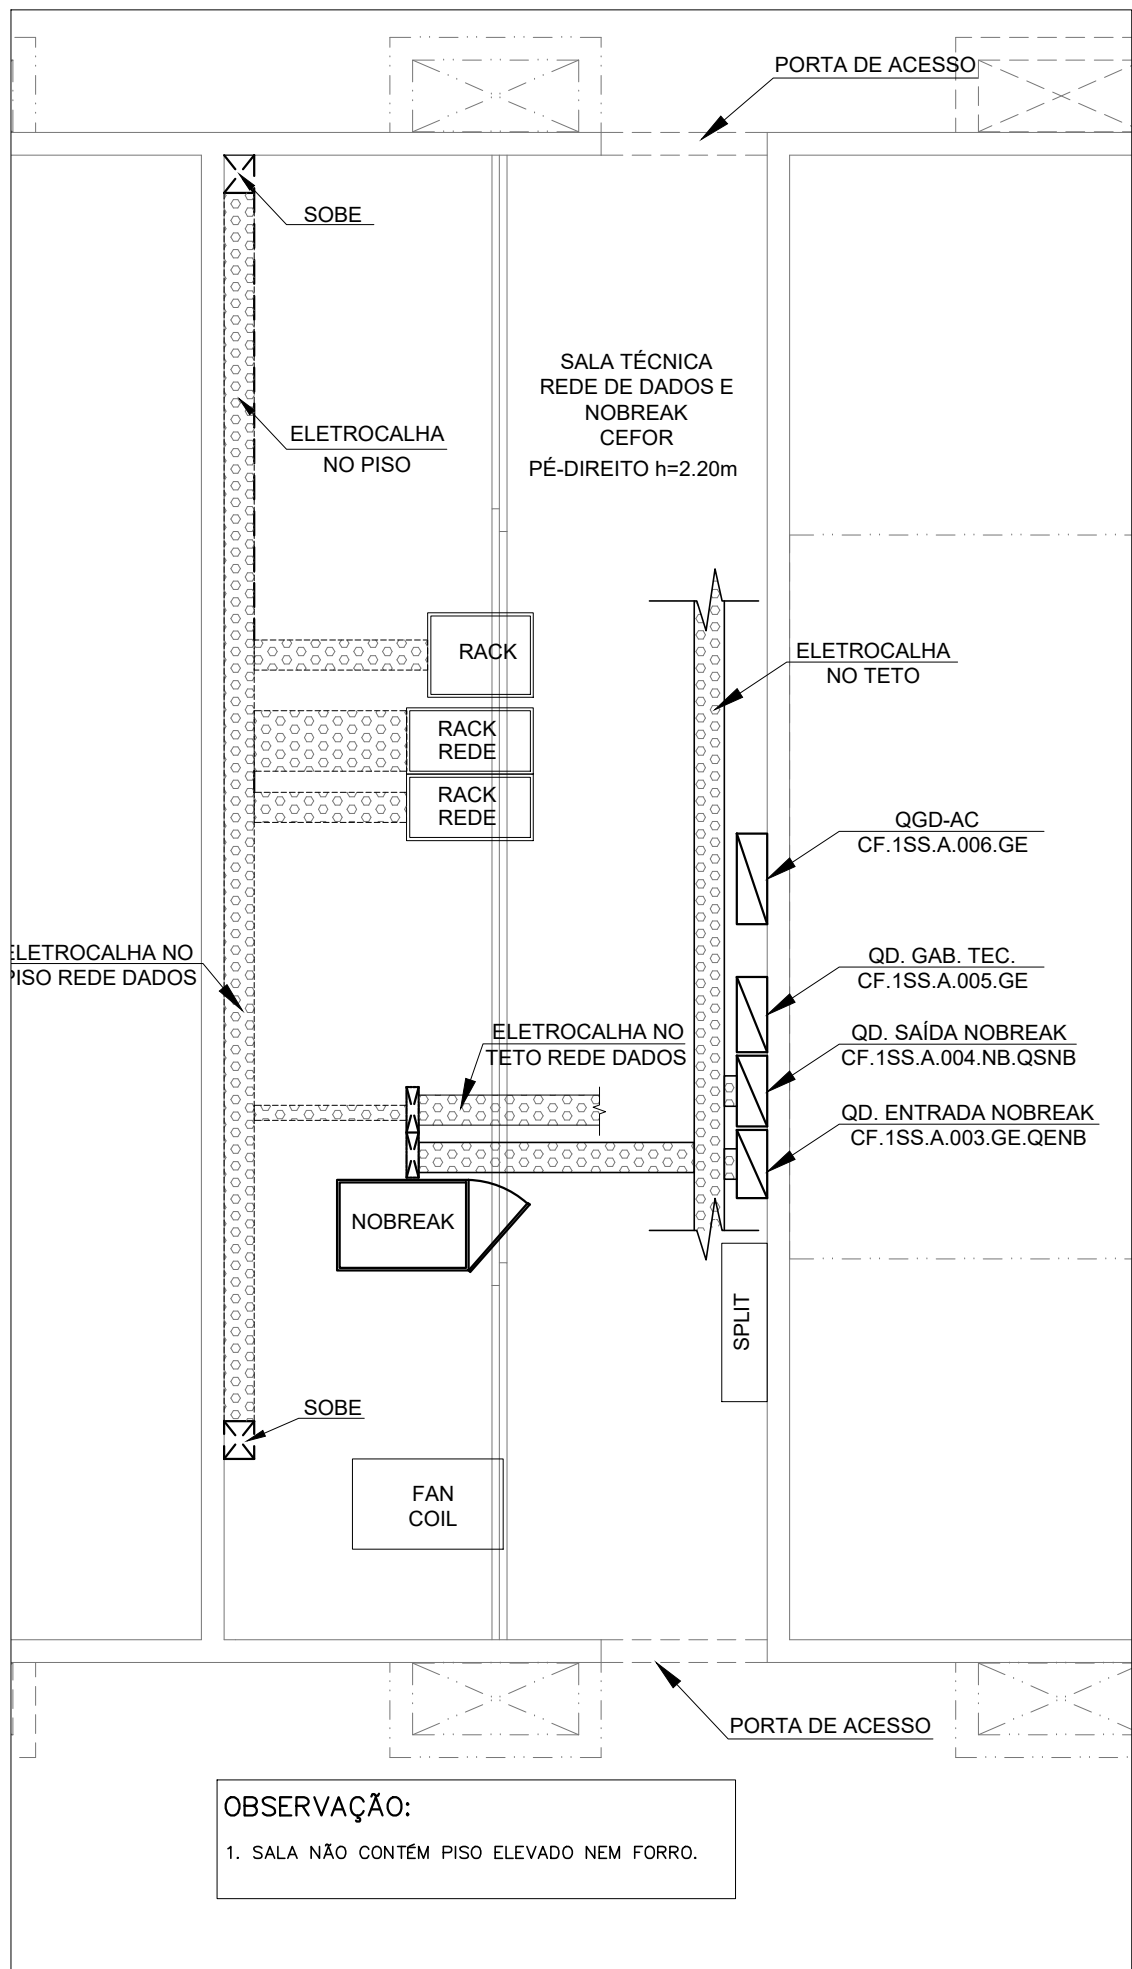 PORTA DE ACESSO
SOBE
SALA TÉCNICA
REDE DE DADOS E
NOBREAK
CEFOR
PÉ-DIREITO h=2.20m
ELETROCALHA
NO PISO
RACK
ELETROCALHA
NO TETO
RACK
REDE
RACK
REDE
QGD-AC
CF.1SS.A.006.GE
ELETROCALHA NO
PISO REDE DADOS
QD. GAB. TEC.
CF.1SS.A.005.GE
ELETROCALHA NO
TETO REDE DADOS
QD. SAÍDA NOBREAK
CF.1SS.A.004.NB.QSNB
QD. ENTRADA NOBREAK
CF.1SS.A.003.GE.QENB
NOBREAK
SPLIT
SOBE
FAN
COIL
PORTA DE ACESSO
OBSERVAÇÃO:
1. SALA NÃO CONTÉM PISO ELEVADO NEM FORRO.